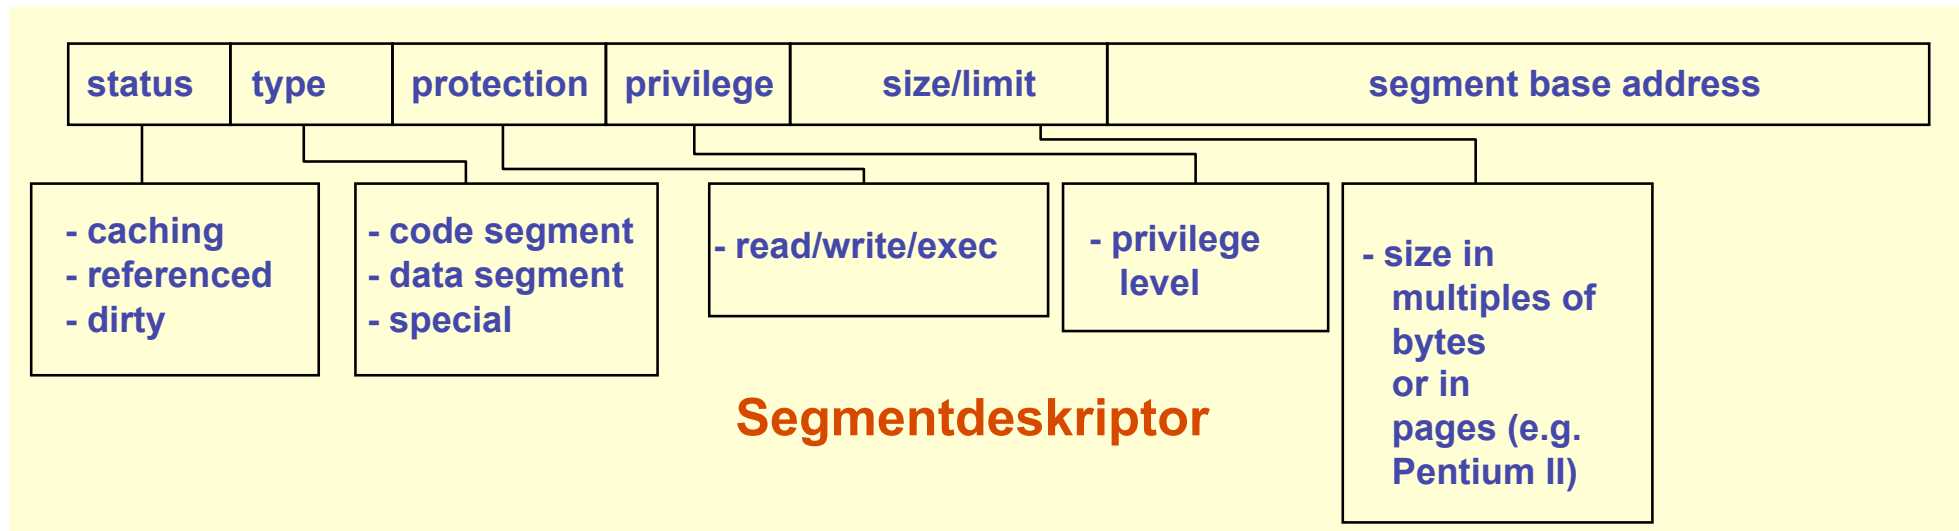 status type protection privilege size/limit segment base address
- caching
- referenced
- dirty
- code segment
- data segment
- special
- read/write/exec
- privilege
level
- size in
multiples of
bytes
or in
pages (e.g.
Pentium II)
Segmentdeskriptor